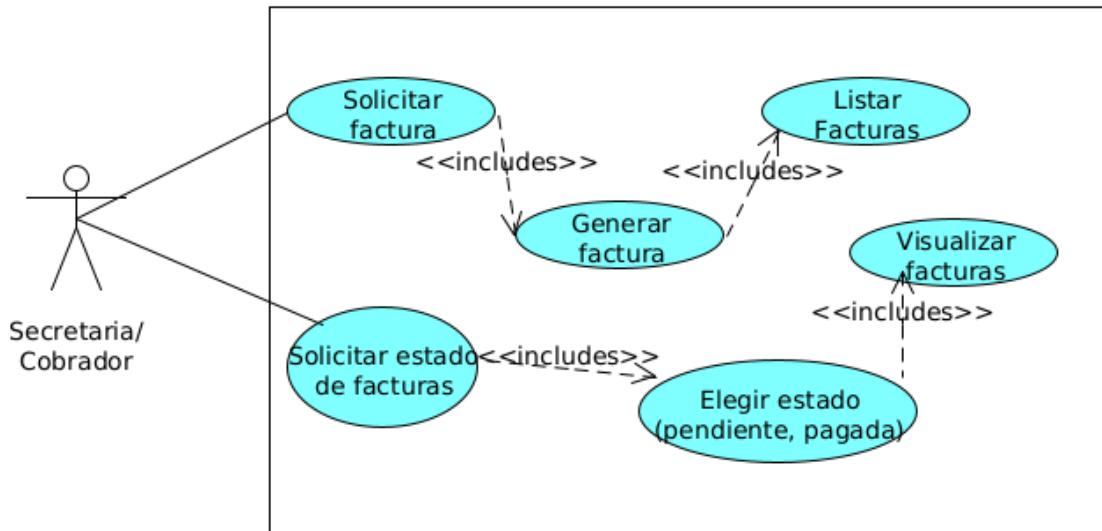 Solicitar
factura
Listar
Facturas
<<includes>>
<<includes>>
Generar
factura
Visualizar
facturas
Secretaria/
Cobrador
<<includes>>
Solicitar estado
de facturas
<<includes>>
Elegir estado
(pendiente, pagada)